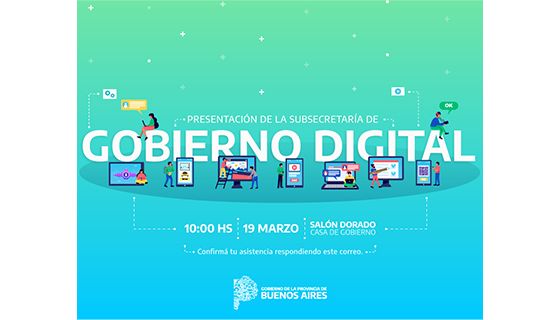 OK
PRESENTACIÓN DE LA SUBSECRETARÍA DE
GOBIERNO DIGITAL
10:00 HS
19 MARZO
SALÓN DORADO
CASA DE GOBIERNO
Confirmá tu asistencia respondiendo este correo.
GOBIERNO DE LA PROVINCIA DE
BUENOS AIRES